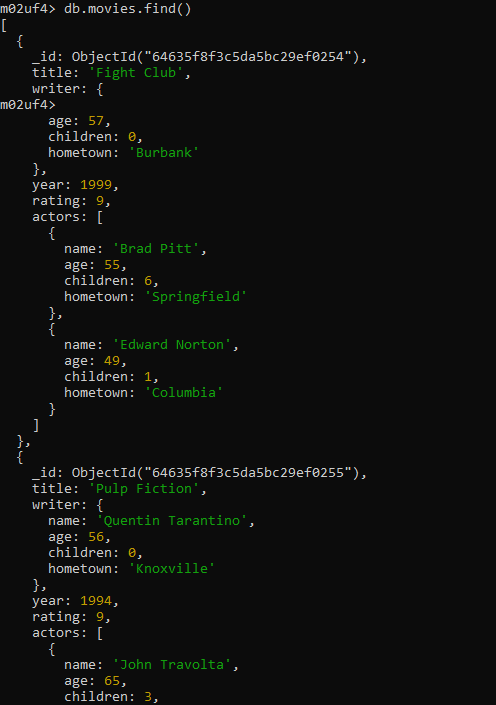 m02uf4> db.movies.find()
[
  {
    _id: ObjectId("64635f8f3c5da5bc29ef0254"),
    title: 'Fight Club',
    writer: {
m02uf4>
      age: 57,
      children: 0,
      hometown: 'Burbank'
    },
    year: 1999,
    rating: 9,
    actors: [
      {
        name: 'Brad Pitt',
        age: 55,
        children: 6,
        hometown: 'Springfield'
      },
      {
        name: 'Edward Norton',
        age: 49,
        children: 1,
        hometown: 'Columbia'
      }
    ]
  },
  {
    _id: ObjectId("64635f8f3c5da5bc29ef0255"),
    title: 'Pulp Fiction',
    writer: {
      name: 'Quentin Tarantino',
      age: 56,
      children: 0,
      hometown: 'Knoxville'
    },
    year: 1994,
    rating: 9,
    actors: [
      {
        name: 'John Travolta',
        age: 65,
        children: 3,